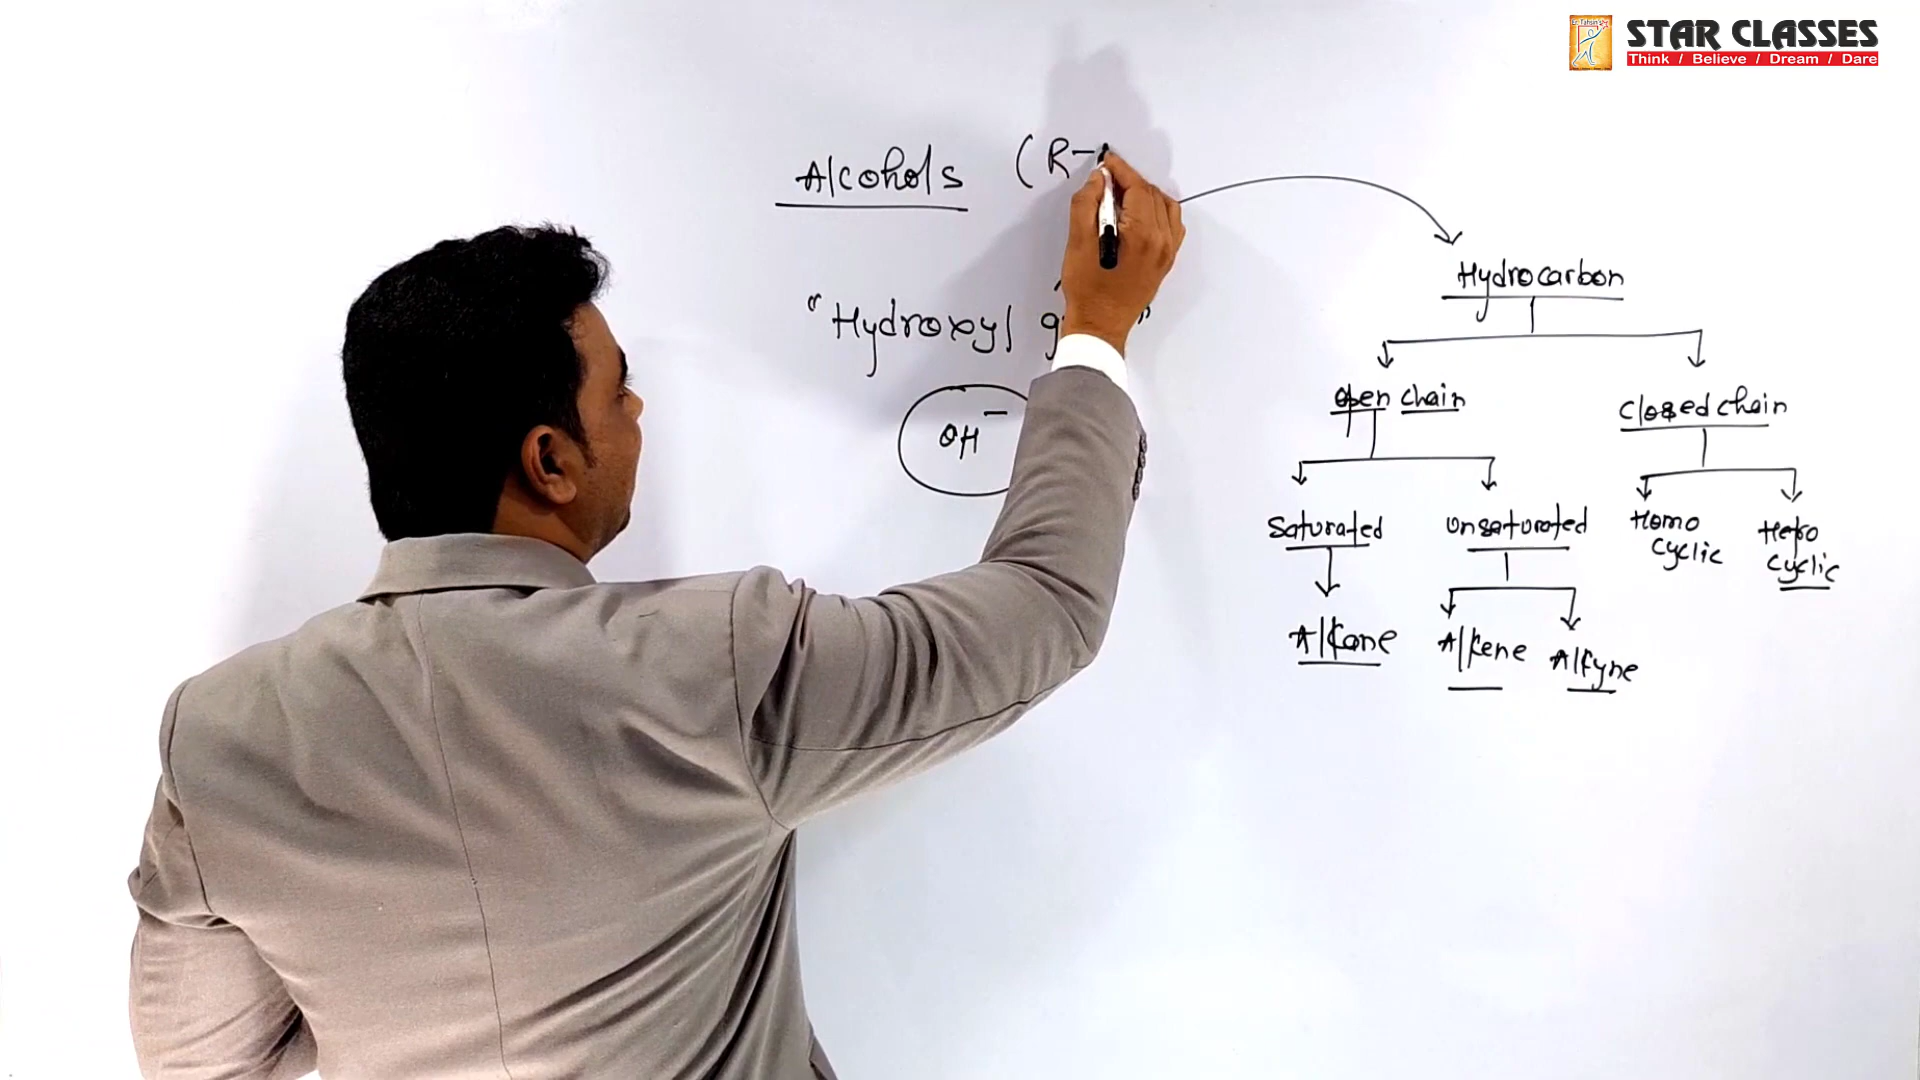 STAR CLASSES
Think / Believe / Dream / Dare
Alcohols (R-
Hydrocarbon
"Hydroxyl
open chain
Closed chain
OH⁻
Saturated
unsaturated
Homo
cyclic
Hetro
cyclic
Alkane
Alkene
Alkyne